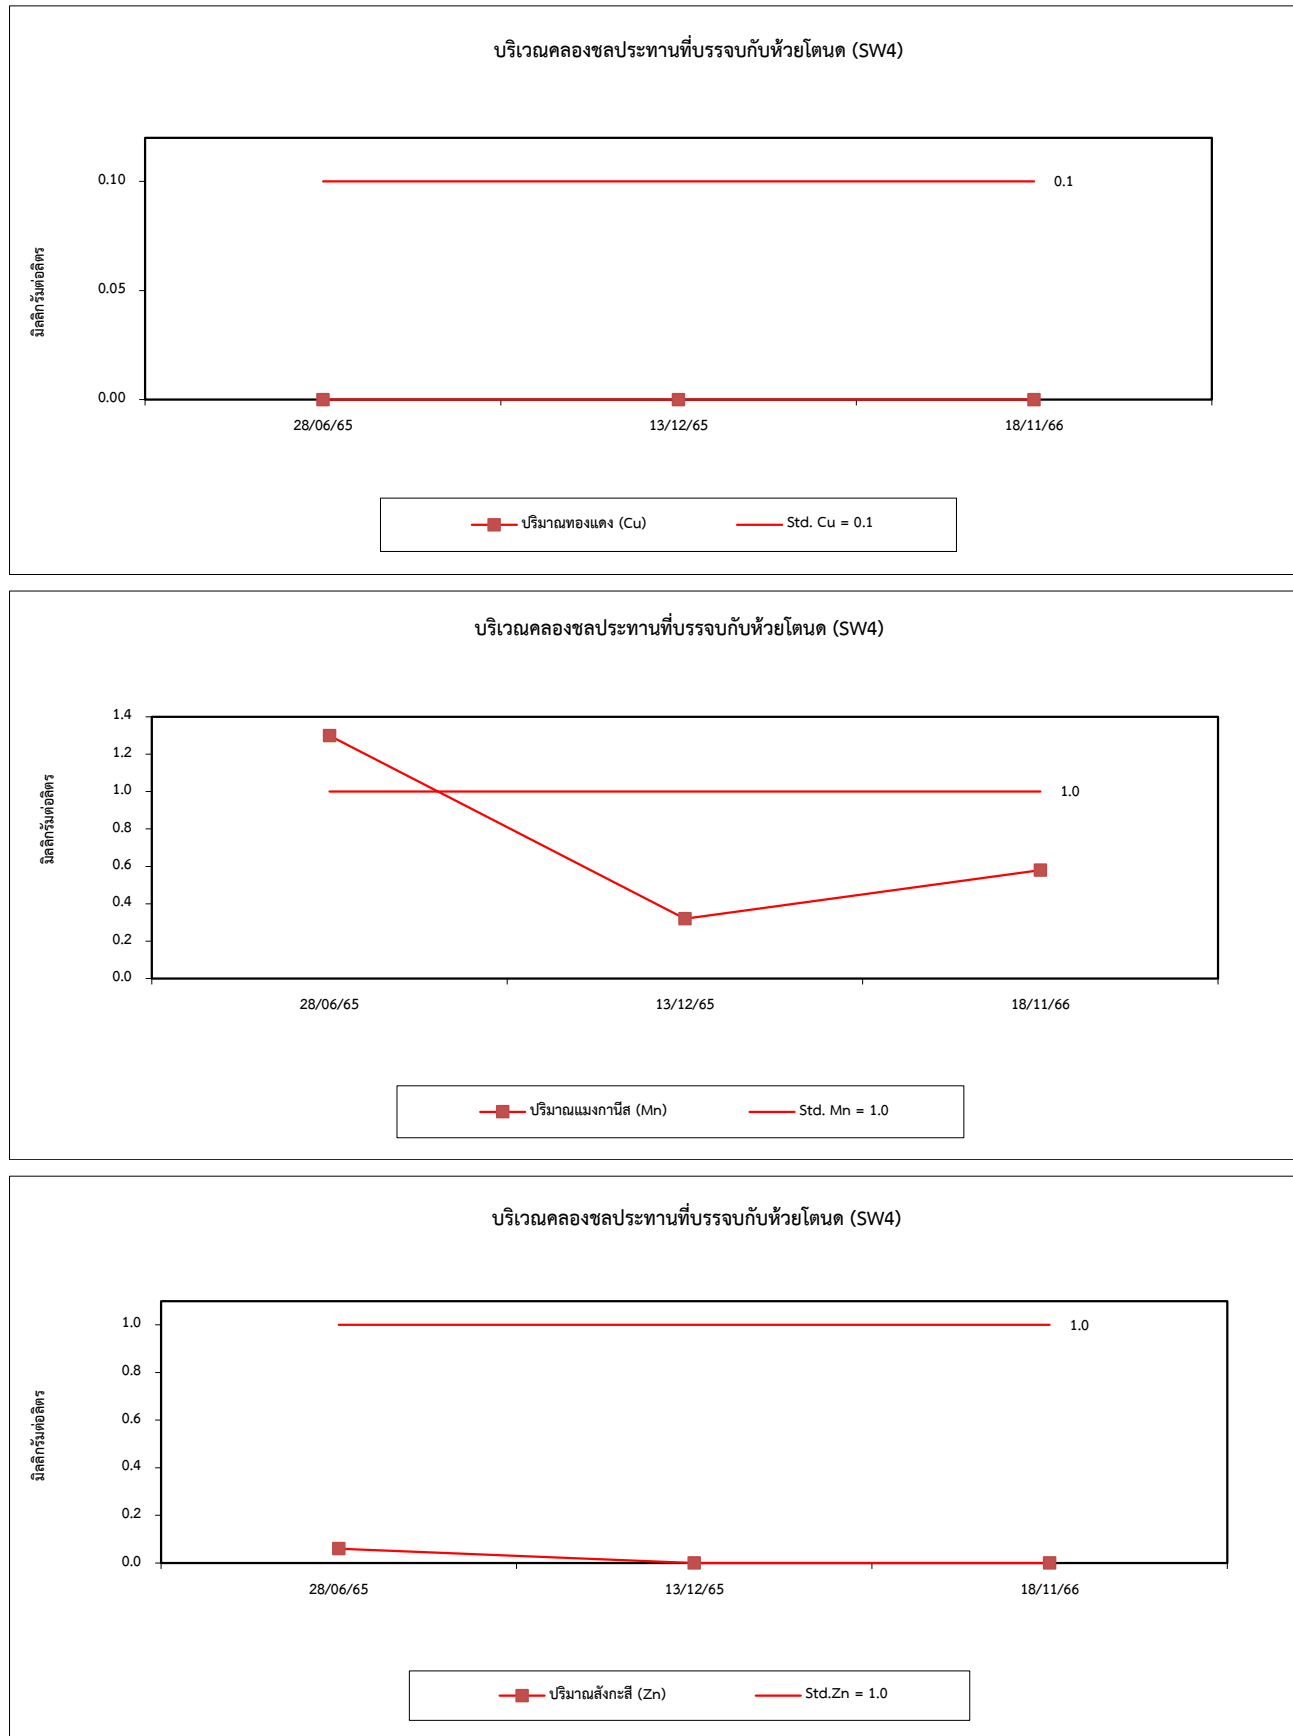 บริเวณคลองชลประทานที่บรรจบกับห้วยโตนด (SW4)
มิลลิกรัมต่อลิตร
0.10
0.05
0.00
0.1
28/06/65 13/12/65 18/11/66
ปริมาณทองแดง (Cu) Std. Cu = 0.1
บริเวณคลองชลประทานที่บรรจบกับห้วยโตนด (SW4)
มิลลิกรัมต่อลิตร
1.4
1.2
1.0
0.8
0.6
0.4
0.2
0.0
1.0
28/06/65 13/12/65 18/11/66
ปริมาณแมงกานีส (Mn) Std. Mn = 1.0
บริเวณคลองชลประทานที่บรรจบกับห้วยโตนด (SW4)
มิลลิกรัมต่อลิตร
1.0
0.8
0.6
0.4
0.2
0.0
1.0
28/06/65 13/12/65 18/11/66
ปริมาณสังกะสี (Zn) Std.Zn = 1.0